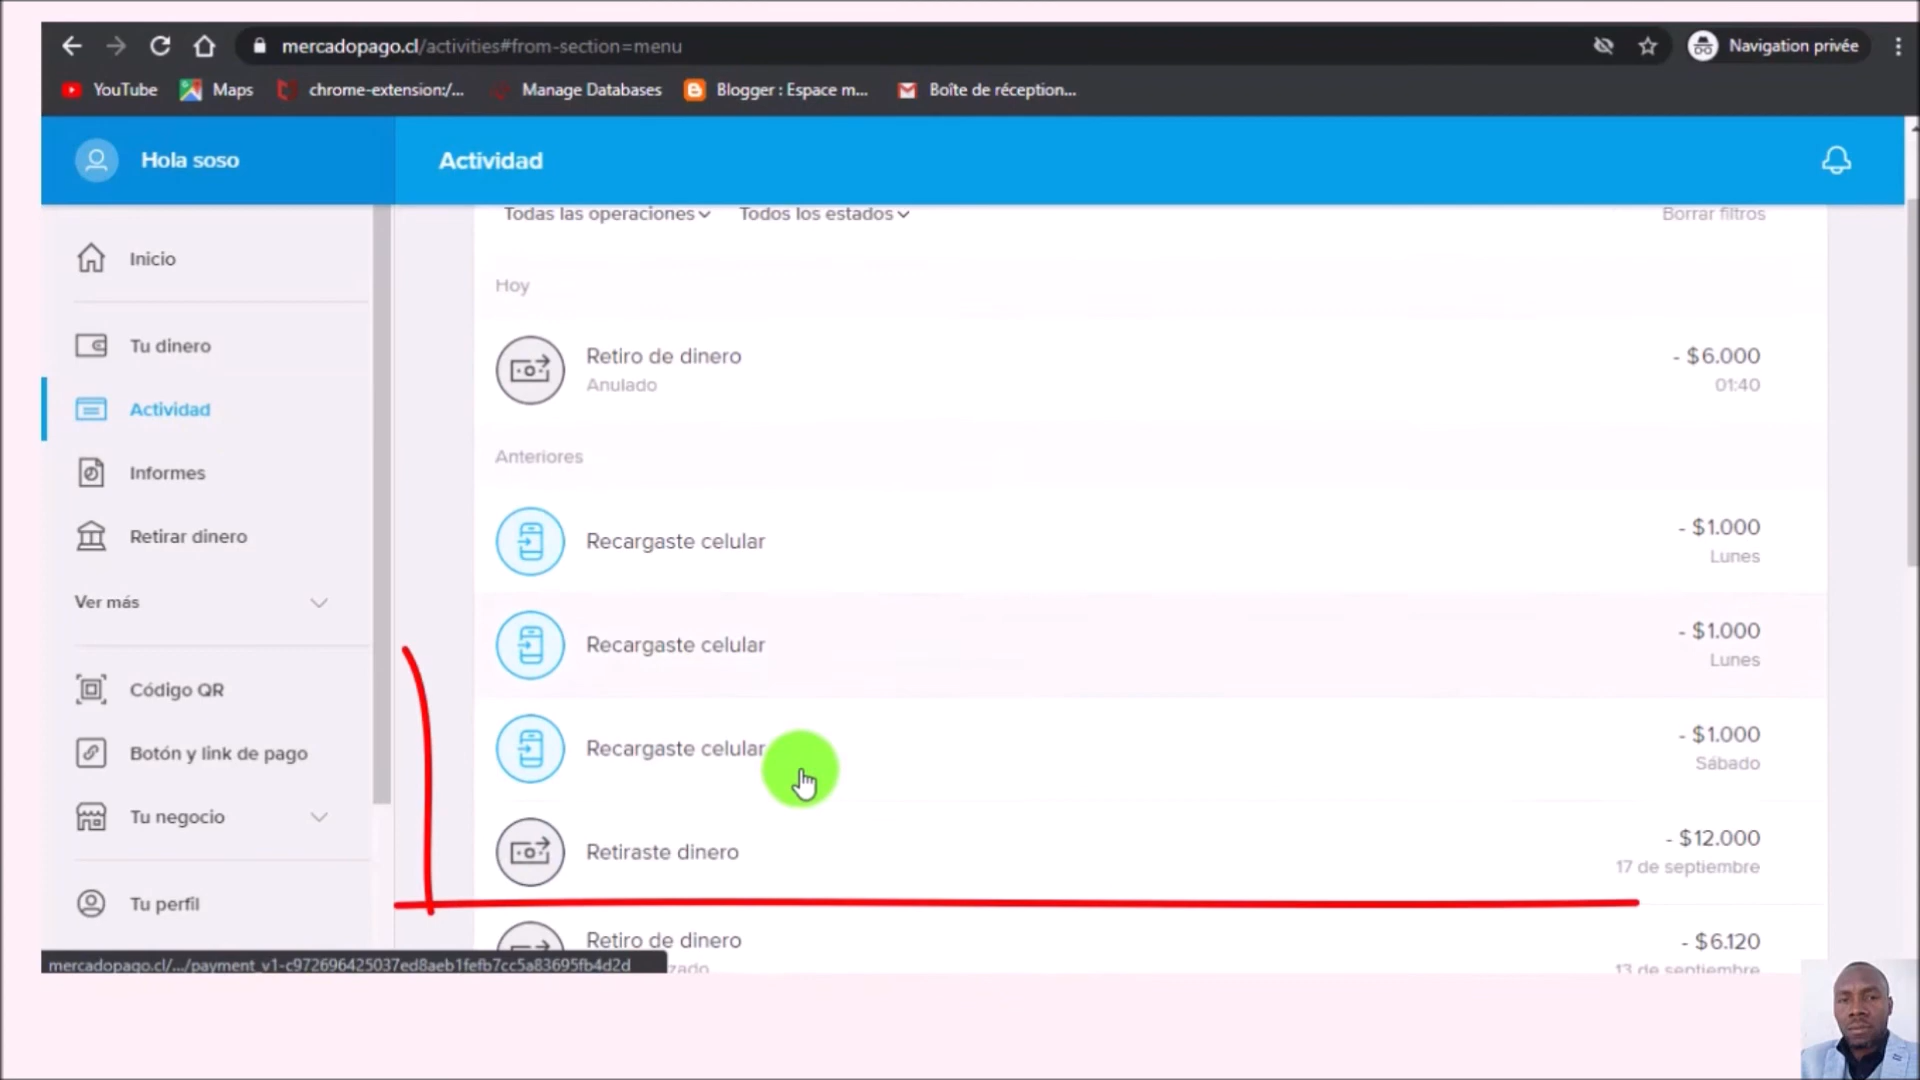 mercadopago.cl/activities#from-section=menu
Navigation privée
YouTube
Maps
chrome-extension:/...
Manage Databases
Blogger : Espace m...
Boîte de réception...
Hola soso
Actividad
Todas las operaciones
Todos los estados
Borrar filtros
Inicio
Tu dinero
Actividad
Informes
Retirar dinero
Ver más
Código QR
Botón y link de pago
Tu negocio
Tu perfil
Hoy
Retiro de dinero
- $6.000
Anulado
01:40
Anteriores
Recargaste celular
- $1.000
Lunes
Recargaste celular
- $1.000
Lunes
Recargaste celular
- $1.000
Sábado
Retiraste dinero
- $12.000
17 de septiembre
Retiro de dinero
- $6.120
13 de septiembre
mercadopago.cl/.../payment_v1-c972696425037ed8aeb1fefb7cc5a83695fb4d2d